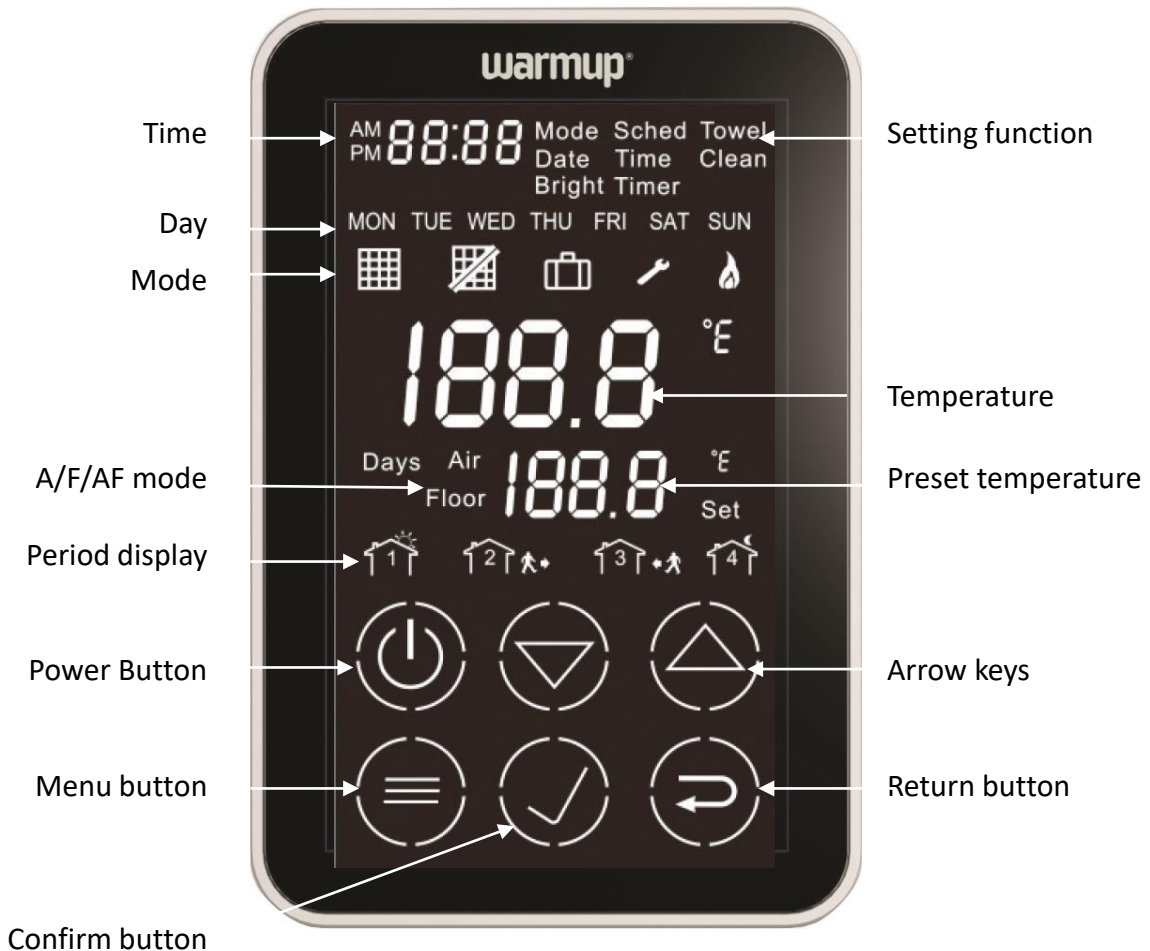 warmup®
Time
AM 88:88 Mode Sched Towel
PM Date Time Clean
Bright Timer
Setting function
Day
MON TUE WED THU FRI SAT SUN
Mode
188.8 °E
Temperature
A/F/AF mode
Days Air 188.8 °E
Floor Set
Preset temperature
Period display
1 2 3 4
Power Button
Arrow keys
Menu button
Return button
Confirm button